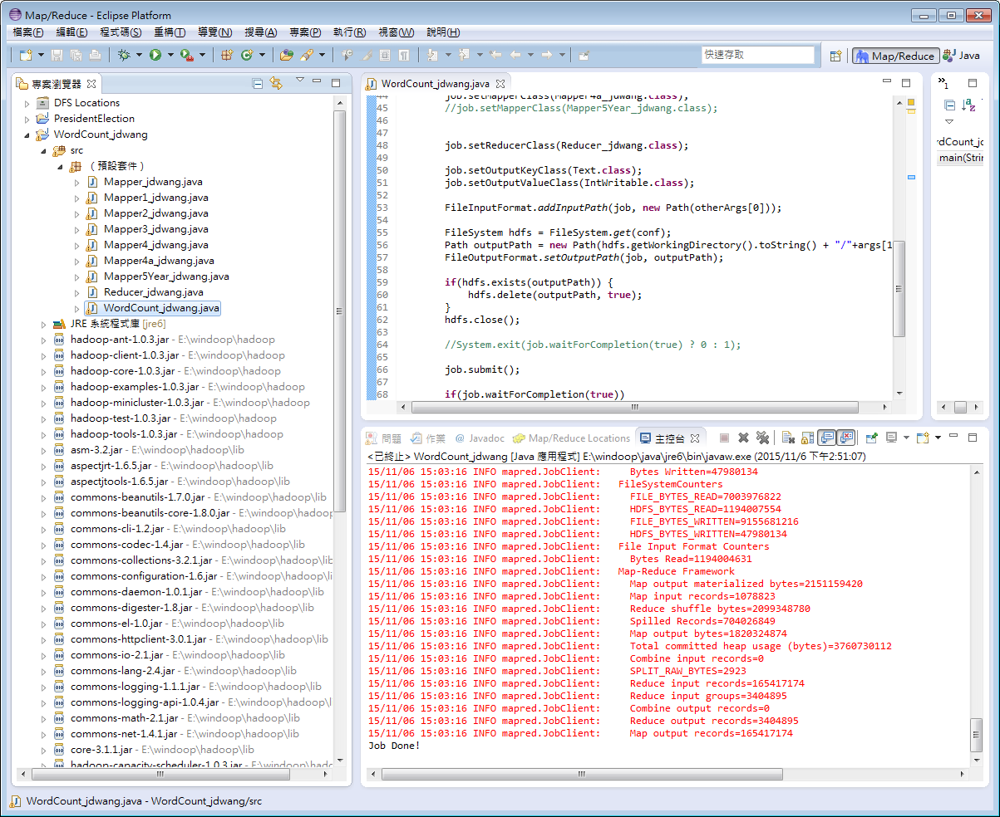 Map/Reduce - Eclipse Platform
檔案(F) 編輯(E) 程式碼(S) 重構(T) 導覽(N) 搜尋(A) 專案(P) 執行(R) 視窗(W) 說明(H)
快速存取
Map/Reduce
Java
專案瀏覽器
DFS Locations
PresidentElection
WordCount_jdwang
src
( 預設套件 )
Mapper_jdwang.java
Mapper1_jdwang.java
Mapper2_jdwang.java
Mapper3_jdwang.java
Mapper4_jdwang.java
Mapper4a_jdwang.java
Mapper5Year_jdwang.java
Reducer_jdwang.java
WordCount_jdwang.java
JRE 系統程式庫 [jre6]
hadoop-ant-1.0.3.jar - E:\windoop\hadoop
hadoop-client-1.0.3.jar - E:\windoop\hadoop
hadoop-core-1.0.3.jar - E:\windoop\hadoop
hadoop-examples-1.0.3.jar - E:\windoop\hadoop
hadoop-minicluster-1.0.3.jar - E:\windoop\hadoop
hadoop-test-1.0.3.jar - E:\windoop\hadoop
hadoop-tools-1.0.3.jar - E:\windoop\hadoop
asm-3.2.jar - E:\windoop\hadoop\lib
aspectjrt-1.6.5.jar - E:\windoop\hadoop\lib
aspectjtools-1.6.5.jar - E:\windoop\hadoop\lib
commons-beanutils-1.7.0.jar - E:\windoop\hadoop\lib
commons-beanutils-core-1.8.0.jar - E:\windoop\hadoop
commons-cli-1.2.jar - E:\windoop\hadoop\lib
commons-codec-1.4.jar - E:\windoop\hadoop\lib
commons-collections-3.2.1.jar - E:\windoop\hadoop\lib
commons-configuration-1.6.jar - E:\windoop\hadoop\li
commons-daemon-1.0.1.jar - E:\windoop\hadoop\lib
commons-digester-1.8.jar - E:\windoop\hadoop\lib
commons-el-1.0.jar - E:\windoop\hadoop\lib
commons-httpclient-3.0.1.jar - E:\windoop\hadoop\lib
commons-io-2.1.jar - E:\windoop\hadoop\lib
commons-lang-2.4.jar - E:\windoop\hadoop\lib
commons-logging-1.1.1.jar - E:\windoop\hadoop\lib
commons-logging-api-1.0.4.jar - E:\windoop\hadoop\l
commons-math-2.1.jar - E:\windoop\hadoop\lib
commons-net-1.4.1.jar - E:\windoop\hadoop\lib
core-3.1.1.jar - E:\windoop\hadoop\lib
hadoop-capacity-scheduler-1.0.3.jar - E:\windoop\hado
WordCount_jdwang.java
44 job.setMapperClass(Mapper4a_jdwang.class);
45 //job.setMapperClass(Mapper5Year_jdwang.class);
46
47
48 job.setReducerClass(Reducer_jdwang.class);
49
50 job.setOutputKeyClass(Text.class);
51 job.setOutputValueClass(IntWritable.class);
52
53 FileInputFormat.addInputPath(job, new Path(otherArgs[0]));
54
55 FileSystem hdfs = FileSystem.get(conf);
56 Path outputPath = new Path(hdfs.getWorkingDirectory().toString() + "/"+args[1
57 FileOutputFormat.setOutputPath(job, outputPath);
58
59 if(hdfs.exists(outputPath)) {
60 hdfs.delete(outputPath, true);
61 }
62 hdfs.close();
63
64 //System.exit(job.waitForCompletion(true) ? 0 : 1);
65
66 job.submit();
67
68 if(job.waitForCompletion(true))
1
rdCount_jd
main(Strin
問題 作業 @ Javadoc Map/Reduce Locations 主控台
<已終止> WordCount_jdwang [Java 應用程式] E:\windoop\java\jre6\bin\javaw.exe (2015/11/6 下午2:51:07)
15/11/06 15:03:16 INFO mapred.JobClient: Bytes Written=47980134
15/11/06 15:03:16 INFO mapred.JobClient: FileSystemCounters
15/11/06 15:03:16 INFO mapred.JobClient: FILE_BYTES_READ=7003976822
15/11/06 15:03:16 INFO mapred.JobClient: HDFS_BYTES_READ=1194007554
15/11/06 15:03:16 INFO mapred.JobClient: FILE_BYTES_WRITTEN=9155681216
15/11/06 15:03:16 INFO mapred.JobClient: HDFS_BYTES_WRITTEN=47980134
15/11/06 15:03:16 INFO mapred.JobClient: File Input Format Counters
15/11/06 15:03:16 INFO mapred.JobClient: Bytes Read=1194004631
15/11/06 15:03:16 INFO mapred.JobClient: Map-Reduce Framework
15/11/06 15:03:16 INFO mapred.JobClient: Map output materialized bytes=2151159420
15/11/06 15:03:16 INFO mapred.JobClient: Map input records=1078823
15/11/06 15:03:16 INFO mapred.JobClient: Reduce shuffle bytes=2099348780
15/11/06 15:03:16 INFO mapred.JobClient: Spilled Records=704026849
15/11/06 15:03:16 INFO mapred.JobClient: Map output bytes=1820324874
15/11/06 15:03:16 INFO mapred.JobClient: Total committed heap usage (bytes)=3760730112
15/11/06 15:03:16 INFO mapred.JobClient: Combine input records=0
15/11/06 15:03:16 INFO mapred.JobClient: SPLIT_RAW_BYTES=2923
15/11/06 15:03:16 INFO mapred.JobClient: Reduce input records=165417174
15/11/06 15:03:16 INFO mapred.JobClient: Reduce input groups=3404895
15/11/06 15:03:16 INFO mapred.JobClient: Combine output records=0
15/11/06 15:03:16 INFO mapred.JobClient: Reduce output records=3404895
15/11/06 15:03:16 INFO mapred.JobClient: Map output records=165417174
Job Done!
WordCount_jdwang.java - WordCount_jdwang/src